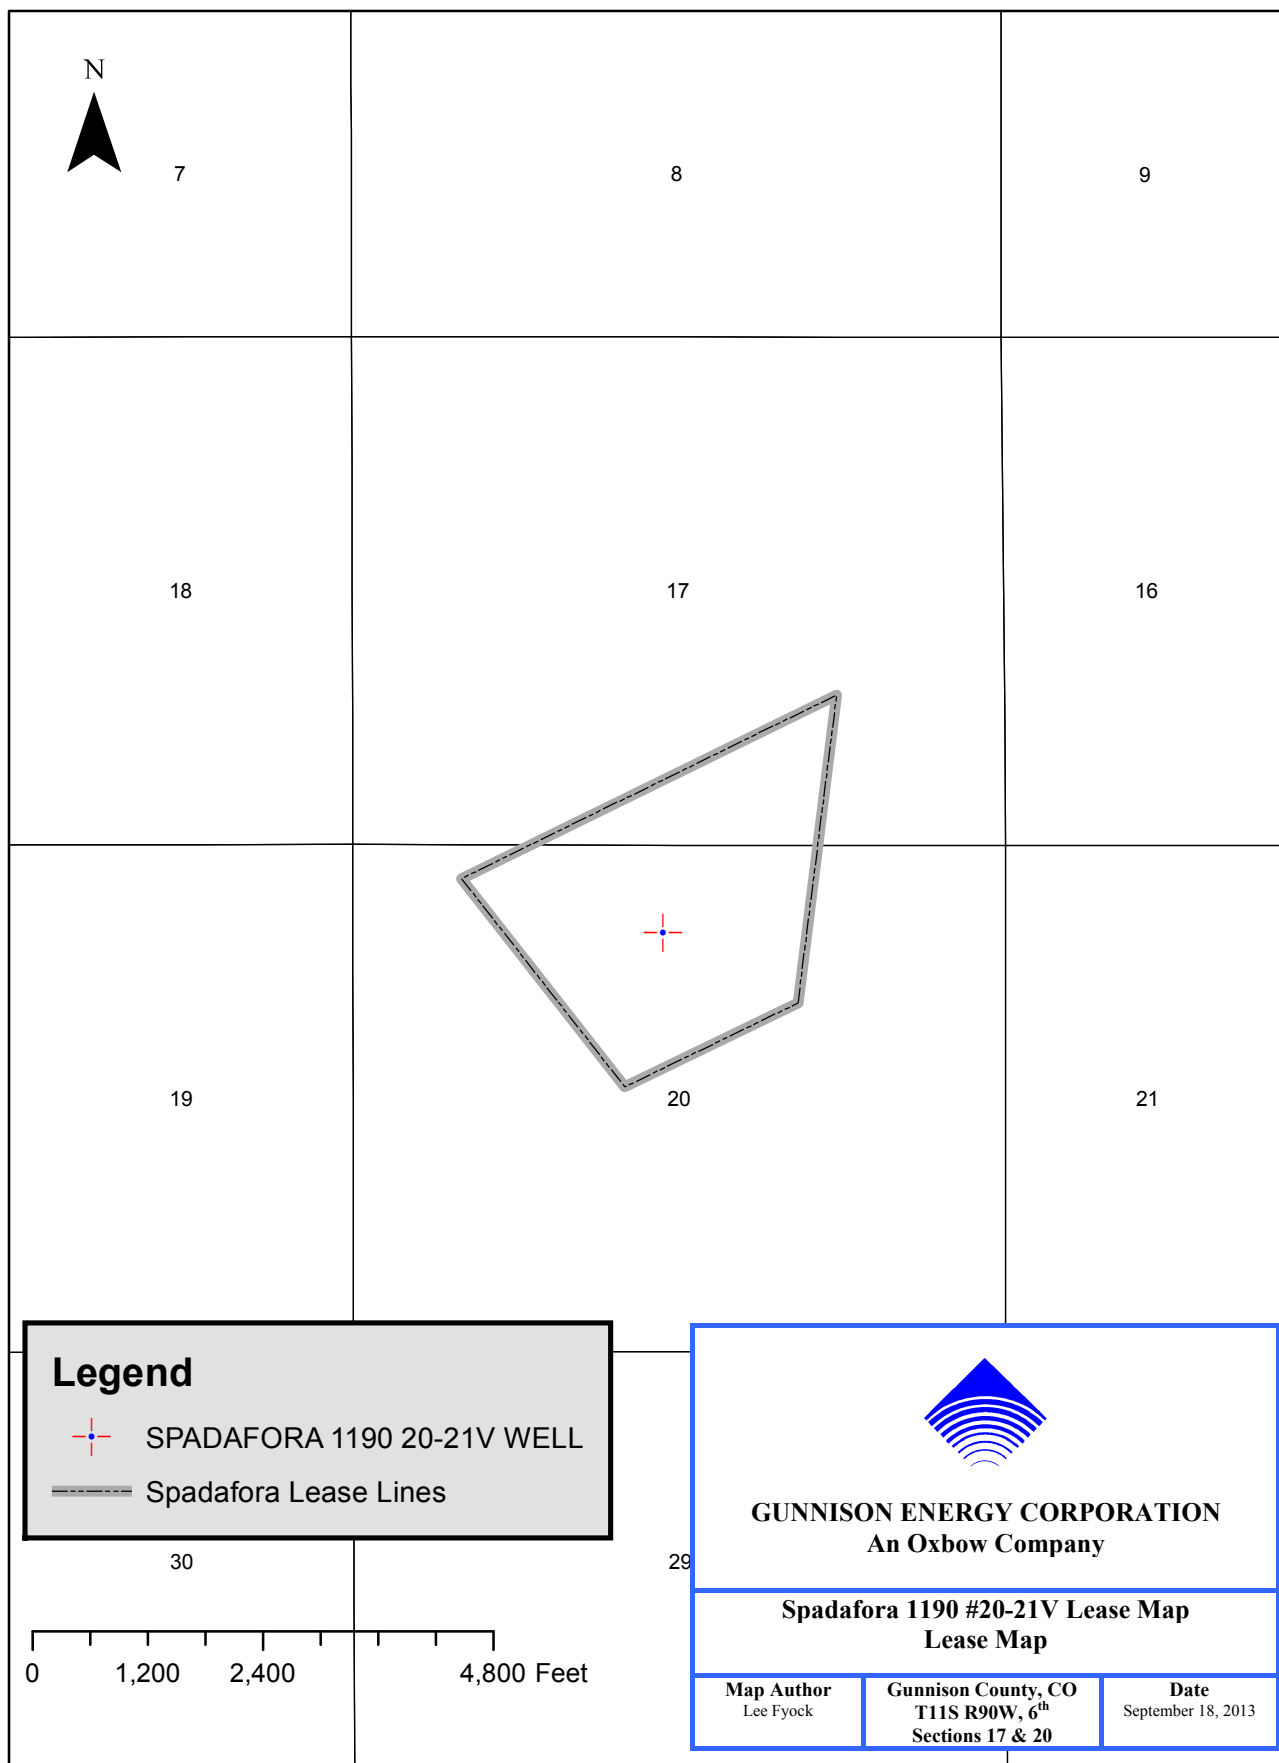 N
7
8
9
18
17
16
19
20
21
Legend
SPADAFORA 1190 20-21V WELL
Spadafora Lease Lines
30
29
0 1,200 2,400 4,800 Feet
GUNNISON ENERGY CORPORATION
An Oxbow Company
Spadafora 1190 #20-21V Lease Map
Lease Map
Map Author
Lee Fyock
Gunnison County, CO
T11S R90W, 6th
Sections 17 & 20
Date
September 18, 2013